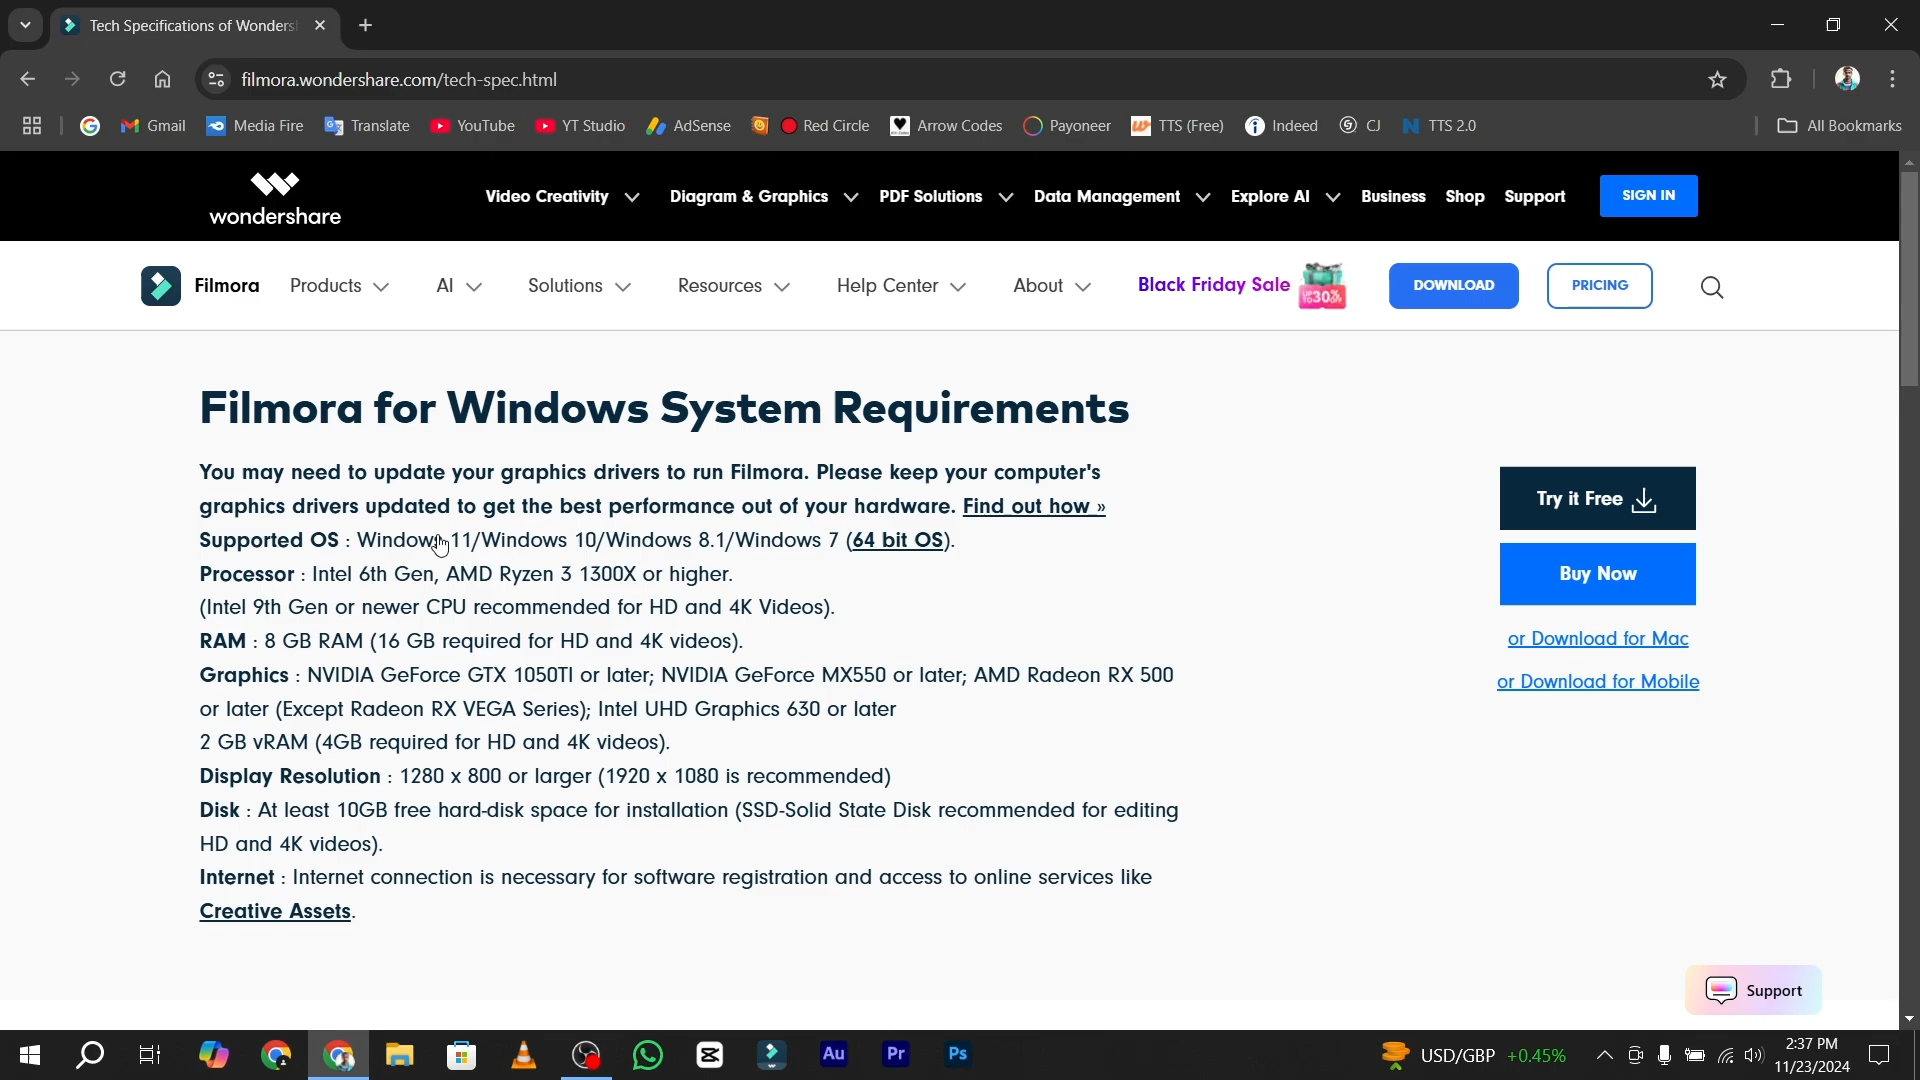 Tech Specifications of Wonders
filmora.wondershare.com/tech-spec.html
Gmail Media Fire Translate YouTube YT Studio AdSense Red Circle Arrow Codes Payoneer TTS (Free) Indeed CJ TTS 2.0 All Bookmarks
wondershare
Video Creativity Diagram & Graphics PDF Solutions Data Management Explore AI Business Shop Support SIGN IN
Filmora Products AI Solutions Resources Help Center About Black Friday Sale UP TO 30% DOWNLOAD PRICING
Filmora for Windows System Requirements
You may need to update your graphics drivers to run Filmora. Please keep your computer's
graphics drivers updated to get the best performance out of your hardware. Find out how »
Supported OS : Windows 11/Windows 10/Windows 8.1/Windows 7 (64 bit OS).
Processor : Intel 6th Gen, AMD Ryzen 3 1300X or higher.
(Intel 9th Gen or newer CPU recommended for HD and 4K Videos).
RAM : 8 GB RAM (16 GB required for HD and 4K videos).
Graphics : NVIDIA GeForce GTX 1050TI or later; NVIDIA GeForce MX550 or later; AMD Radeon RX 500
or later (Except Radeon RX VEGA Series); Intel UHD Graphics 630 or later
2 GB vRAM (4GB required for HD and 4K videos).
Display Resolution : 1280 x 800 or larger (1920 x 1080 is recommended)
Disk : At least 10GB free hard-disk space for installation (SSD-Solid State Disk recommended for editing
HD and 4K videos).
Internet : Internet connection is necessary for software registration and access to online services like
Creative Assets.
Try it Free
Buy Now
or Download for Mac
or Download for Mobile
Support
Au Pr Ps
USD/GBP +0.45%
2:37 PM
11/23/2024